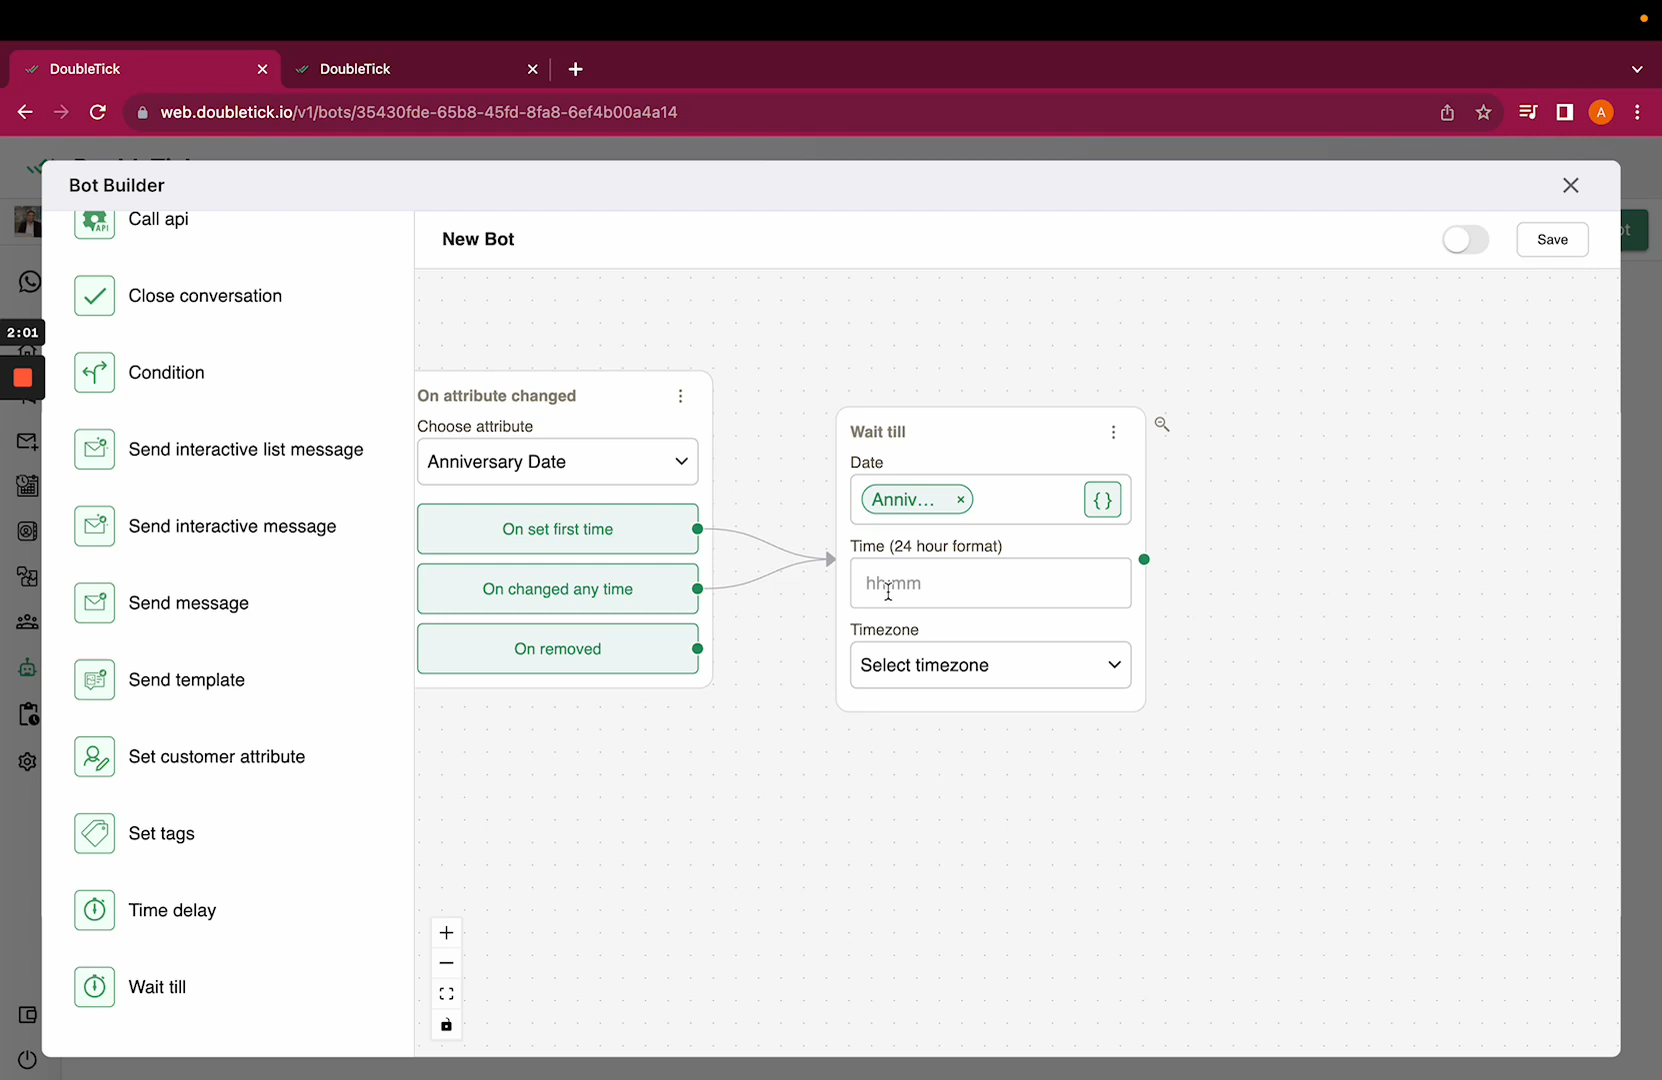 DoubleTick
DoubleTick
web.doubletick.io/v1/bots/35430fde-65b8-45fd-8fa8-6ef4b00a4a14
A
Bot Builder
Call api
API
New Bot
Save
Close conversation
2:01
Condition
Send interactive list message
Send interactive message
Send message
Send template
Set customer attribute
Set tags
Time delay
Wait till
On attribute changed
Choose attribute
Anniversary Date
On set first time
On changed any time
On removed
Wait till
Date
Anniv... ×
{}
Time (24 hour format)
hh:mm
Timezone
Select timezone